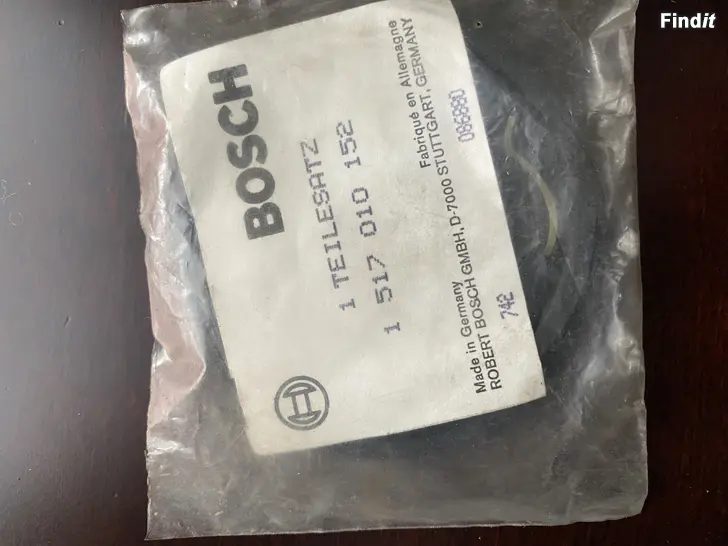 Findit
BOSCH
1 TEILESATZ
1 517 010 152
Fabriqué en Allemagne
Made in Germany
ROBERT BOSCH GMBH, D-7000 STUTTGART, GERMANY
742
086880